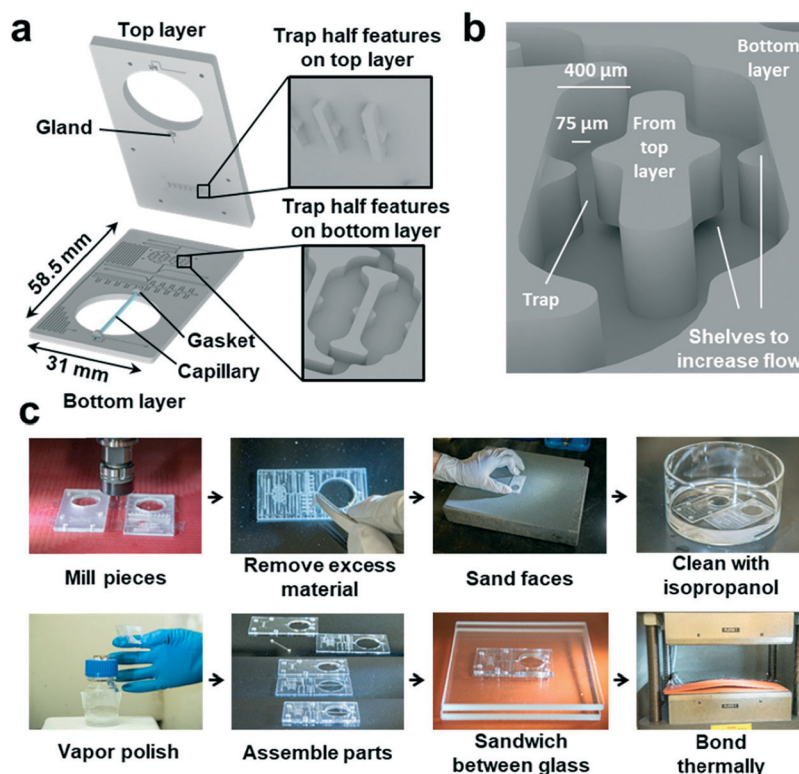 a
Top layer
Trap half features
on top layer
Gland
Trap half features
on bottom layer
58.5 mm
31 mm
Gasket
Capillary
Bottom layer
b
Bottom
layer
400 µm
75 µm
From
top
layer
Trap
Shelves to
increase flow
c
Mill pieces
Remove excess
material
Sand faces
Clean with
isopropanol
Vapor polish
Assemble parts
Sandwich
between glass
Bond
thermally